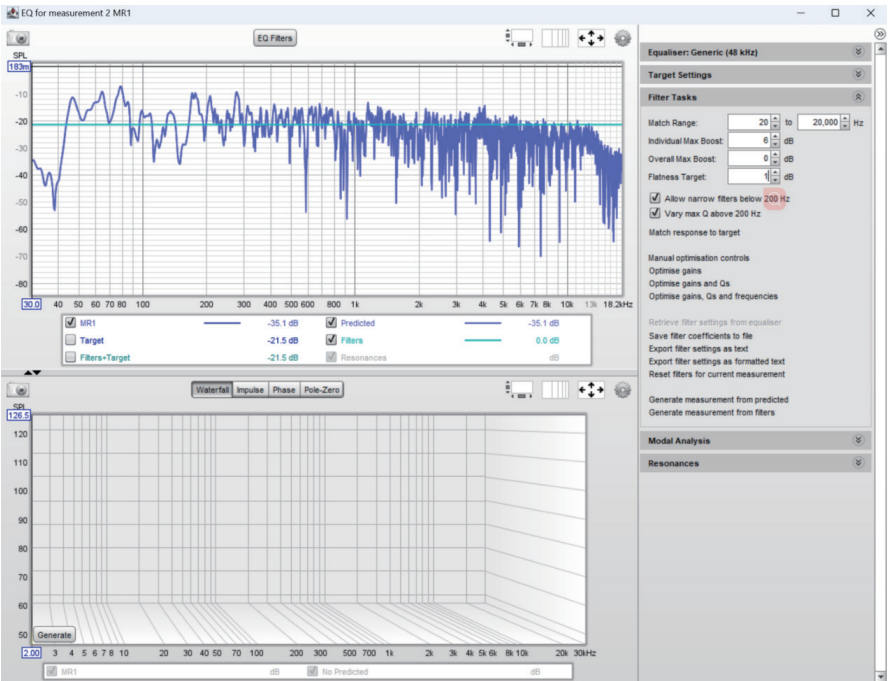 EQ for measurement 2 MR1
EQ Filters
SPL
183m
-10
-20
-30
-40
-50
-60
-70
-80
30.0 40 50 60 70 80 100 200 300 400 500 600 800 1k 2k 3k 4k 5k 6k 7k 8k 10k 13k 18.2kHz
MR1 -35.1 dB Predicted -35.1 dB
Target -21.5 dB Filters 0.0 dB
Filters+Target -21.5 dB Resonances dB
Waterfall Impulse Phase Pole-Zero
SPL
126.5
120
110
100
90
80
70
60
50
Generate
2.00 3 4 5 6 7 8 10 20 30 40 50 70 100 200 300 500 700 1k 2k 3k 4k 5k 6k 8k 10k 20k 30kHz
MR1 dB No Predicted dB
Equaliser: Generic (48 kHz)
Target Settings
Filter Tasks
Match Range: 20 to 20,000 Hz
Individual Max Boost: 6 dB
Overall Max Boost: 0 dB
Flatness Target: 1 dB
Allow narrow filters below 200 Hz
Vary max Q above 200 Hz
Match response to target
Manual optimisation controls
Optimise gains
Optimise gains and Qs
Optimise gains, Qs and frequencies
Retrieve filter settings from equaliser
Save filter coefficients to file
Export filter settings as text
Export filter settings as formatted text
Reset filters for current measurement
Generate measurement from predicted
Generate measurement from filters
Modal Analysis
Resonances